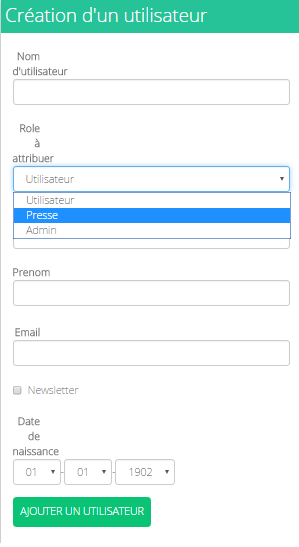 Création d'un utilisateur
Nom
d'utilisateur
Role
à
attribuer
Utilisateur
Utilisateur
Presse
Admin
Prenom
Email
Newsletter
Date
de
naissance
01 - 01 - 1902
AJOUTER UN UTILISATEUR